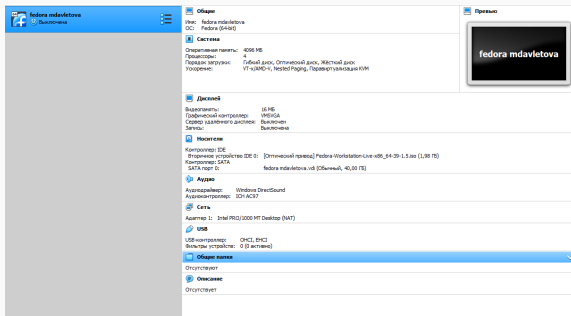 fedora mdavletova
Выключена
Общие
Имя: fedora mdavletova
ОС: Fedora (64-bit)
Система
Оперативная память: 4096 МБ
Процессоры: 4
Порядок загрузки: Гибкий диск, Оптический диск, Жёсткий диск
Ускорение: VT-x/AMD-V, Nested Paging, Паравиртуализация KVM
Превью
fedora mdavletova
Дисплей
Видеопамять: 16 МБ
Графический контроллер: VMSVGA
Сервер удалённого дисплея: Выключен
Запись: Выключена
Носители
Контроллер: IDE
Вторичное устройство IDE 0: [Оптический привод] Fedora-Workstation-Live-x86_64-39-1.5.iso (1,98 ГБ)
Контроллер: SATA
SATA порт 0: fedora mdavletova.vdi (Обычный, 40,00 ГБ)
Аудио
Аудиодрайвер: Windows DirectSound
Аудиоконтроллер: ICH AC97
Сеть
Адаптер 1: Intel PRO/1000 MT Desktop (NAT)
USB
USB-контроллер: OHCI, EHCI
Фильтры устройств: 0 (0 активно)
Общие папки
Отсутствуют
Описание
Отсутствует